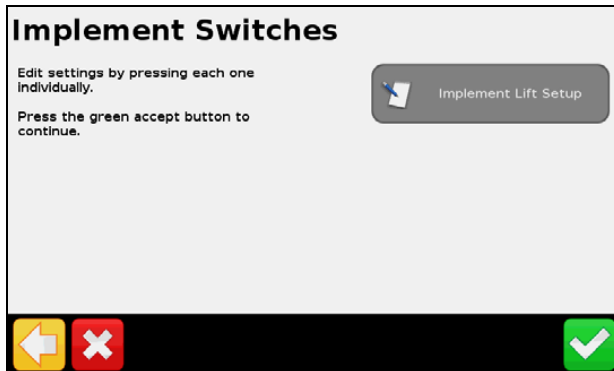 Implement Switches
Edit settings by pressing each one
individually.
Press the green accept button to
continue.
Implement Lift Setup